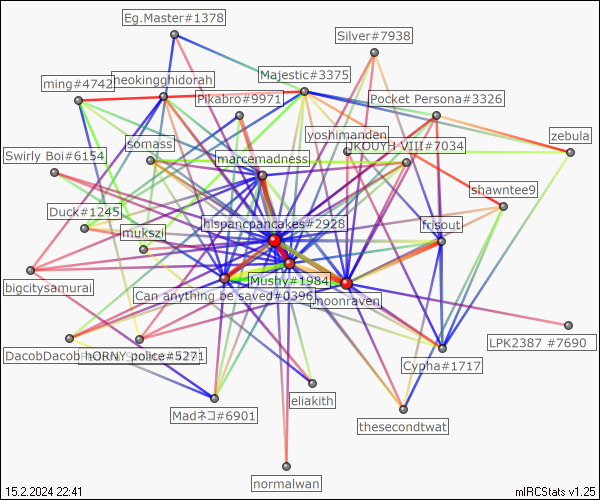 Eg.Master#1378
Silver#7938
Majestic#3375
ming#4742
neokingghidorah
Pikabro#9971
Pocket Persona#3326
yoshimanden
zebula
somass
JKOUYH VIII#7034
Swirly Boi#6154
marcemadness
shawntee9
Duck#1245
hispancpancakes#2928
frisout
mukszi
Mushy#1984
bigcitysamurai
Can anything be saved#0396
phoonraven
LPK2387 #7690
DacobDacob
hORNY police#5271
Cypha#1717
eliakith
Madネコ#6901
thesecondtwat
normalwan
15.2.2024 22:41
mIRCStats v1.25